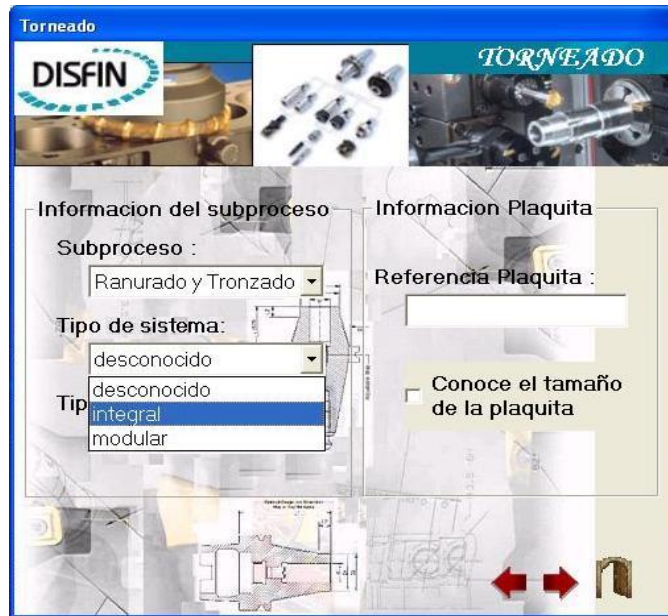 Torneado
DISFIN
TORNEADO
Informacion del subproceso
Subproceso :
Ranurado y Tronzado
Tipo de sistema:
desconocido
desconocido
integral
modular
Tip
Informacion Plaquita
Referencia Plaquita :
Conoce el tamaño
de la plaquita